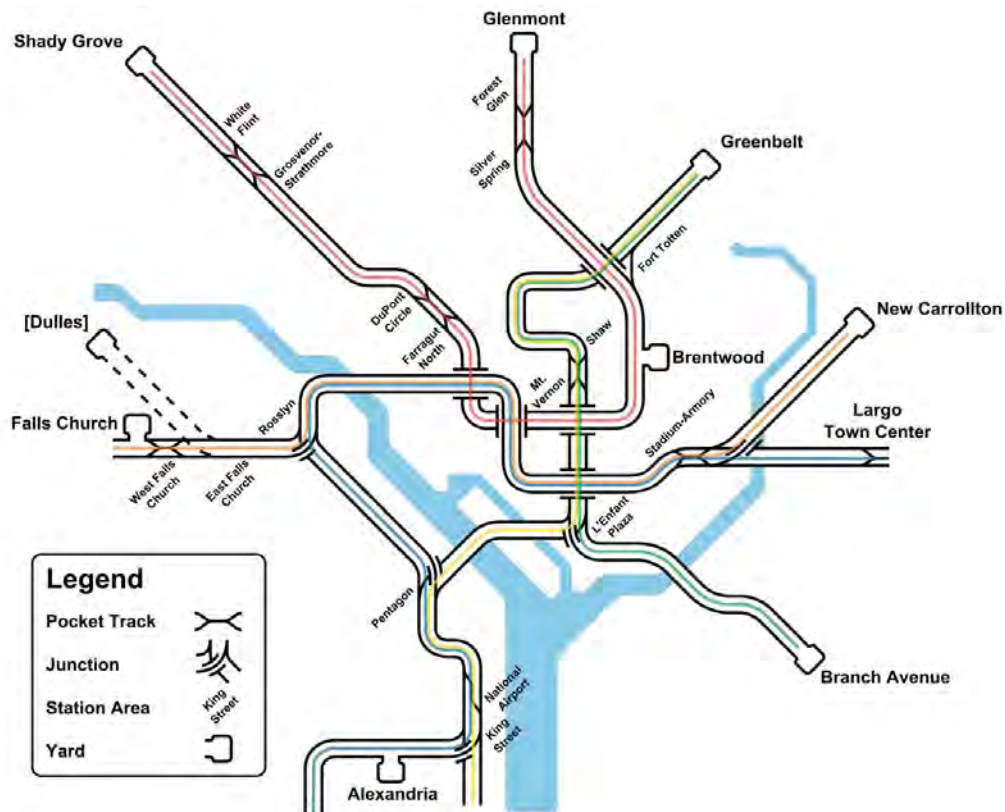 Glenmont
Shady Grove
Forest
Glen
White
Flint
Greenbelt
Grosvenor-
Strathmore
Silver
Spring
Fort Totten
[Dulles]
DuPont
Circle
New Carrollton
Farragut
North
Shaw
Brentwood
Mt.
Vernon
Rosslyn
Falls Church
Largo
Town Center
Stadium-Armory
West Falls
Church
East Falls
Church
L'Enfant
Plaza
Legend
Pocket Track
Junction
Station Area
King
Street
Yard
Pentagon
National
Airport
King
Street
Branch Avenue
Alexandria